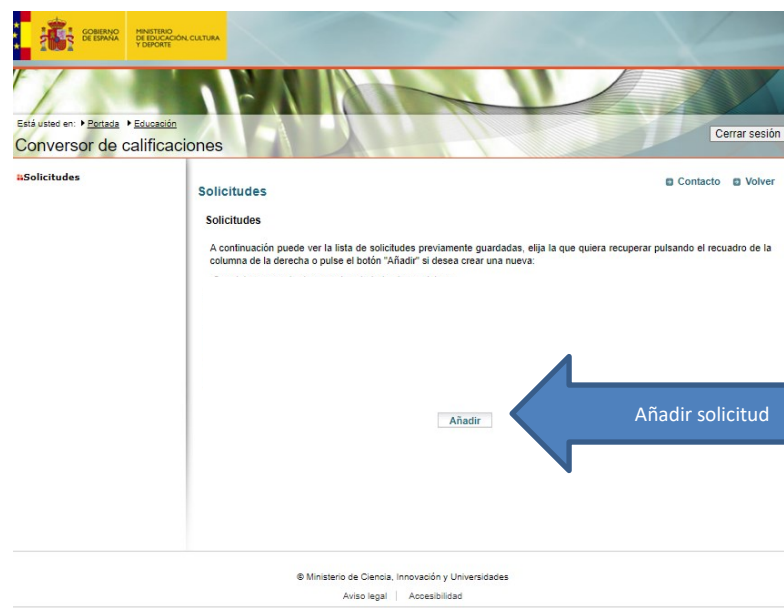 GOBIERNO
DE ESPAÑA
MINISTERIO
DE EDUCACIÓN, CULTURA
Y DEPORTE
Está usted en: Portada Educación
Conversor de calificaciones
Cerrar sesión
Solicitudes
Contacto Volver
Solicitudes
Solicitudes
A continuación puede ver la lista de solicitudes previamente guardadas, elija la que quiera recuperar pulsando el recuadro de la
columna de la derecha o pulse el botón "Añadir" si desea crear una nueva:
Añadir
Añadir solicitud
© Ministerio de Ciencia, Innovación y Universidades
Aviso legal | Accesibilidad